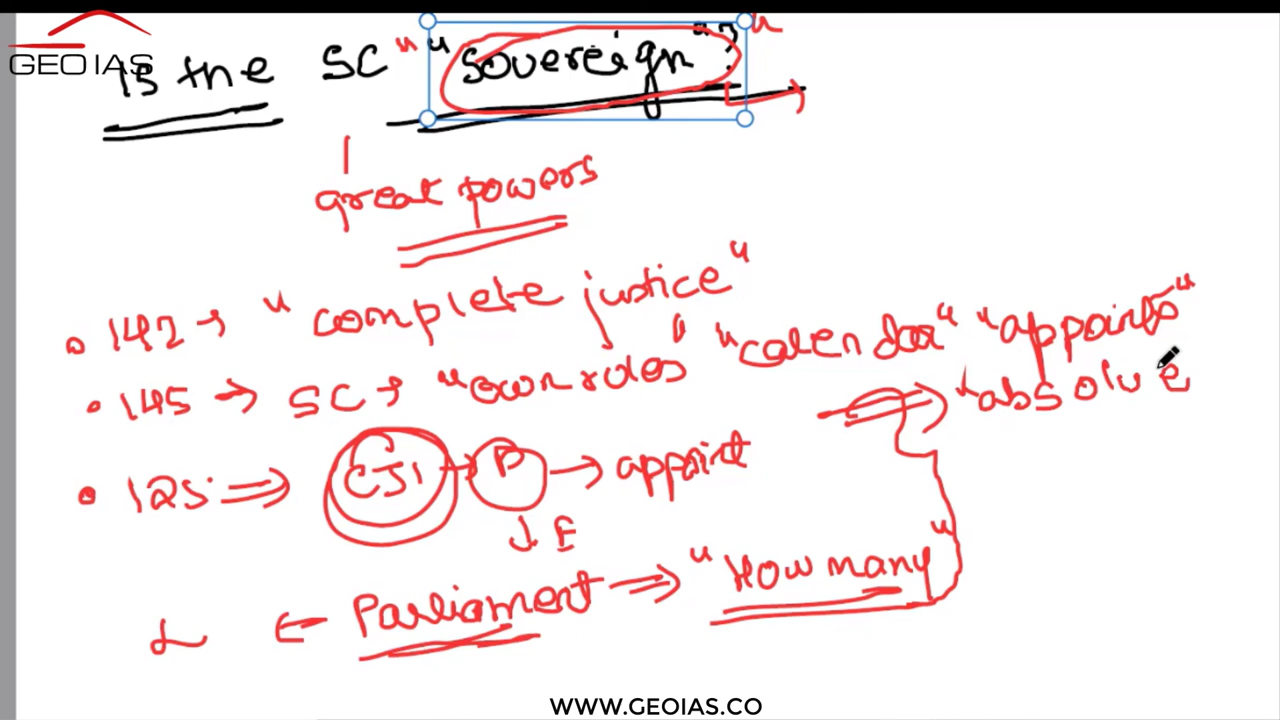 GEO IAS
Is the SC " "sovereign"? "
great powers
• 142 → "complete justice"
• 145 → SC → "own rules" "calendar" "appoints"
⇒ "absolu e
• 125 ⇒ CJI → P → appoint
J E
L ← Parliament ⇒ "How many"
WWW.GEOIAS.CO